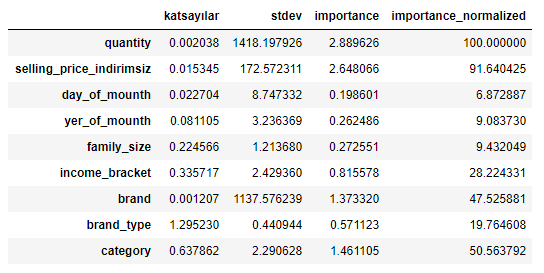 katsayılar stdev importance importance_normalized
quantity 0.002038 1418.197926 2.889626 100.000000
selling_price_indirimsiz 0.015345 172.572311 2.648066 91.640425
day_of_mounth 0.022704 8.747332 0.198601 6.872887
yer_of_mounth 0.081105 3.236369 0.262486 9.083730
family_size 0.224566 1.213680 0.272551 9.432049
income_bracket 0.335717 2.429360 0.815578 28.224331
brand 0.001207 1137.576239 1.373320 47.525881
brand_type 1.295230 0.440944 0.571123 19.764608
category 0.637862 2.290628 1.461105 50.563792